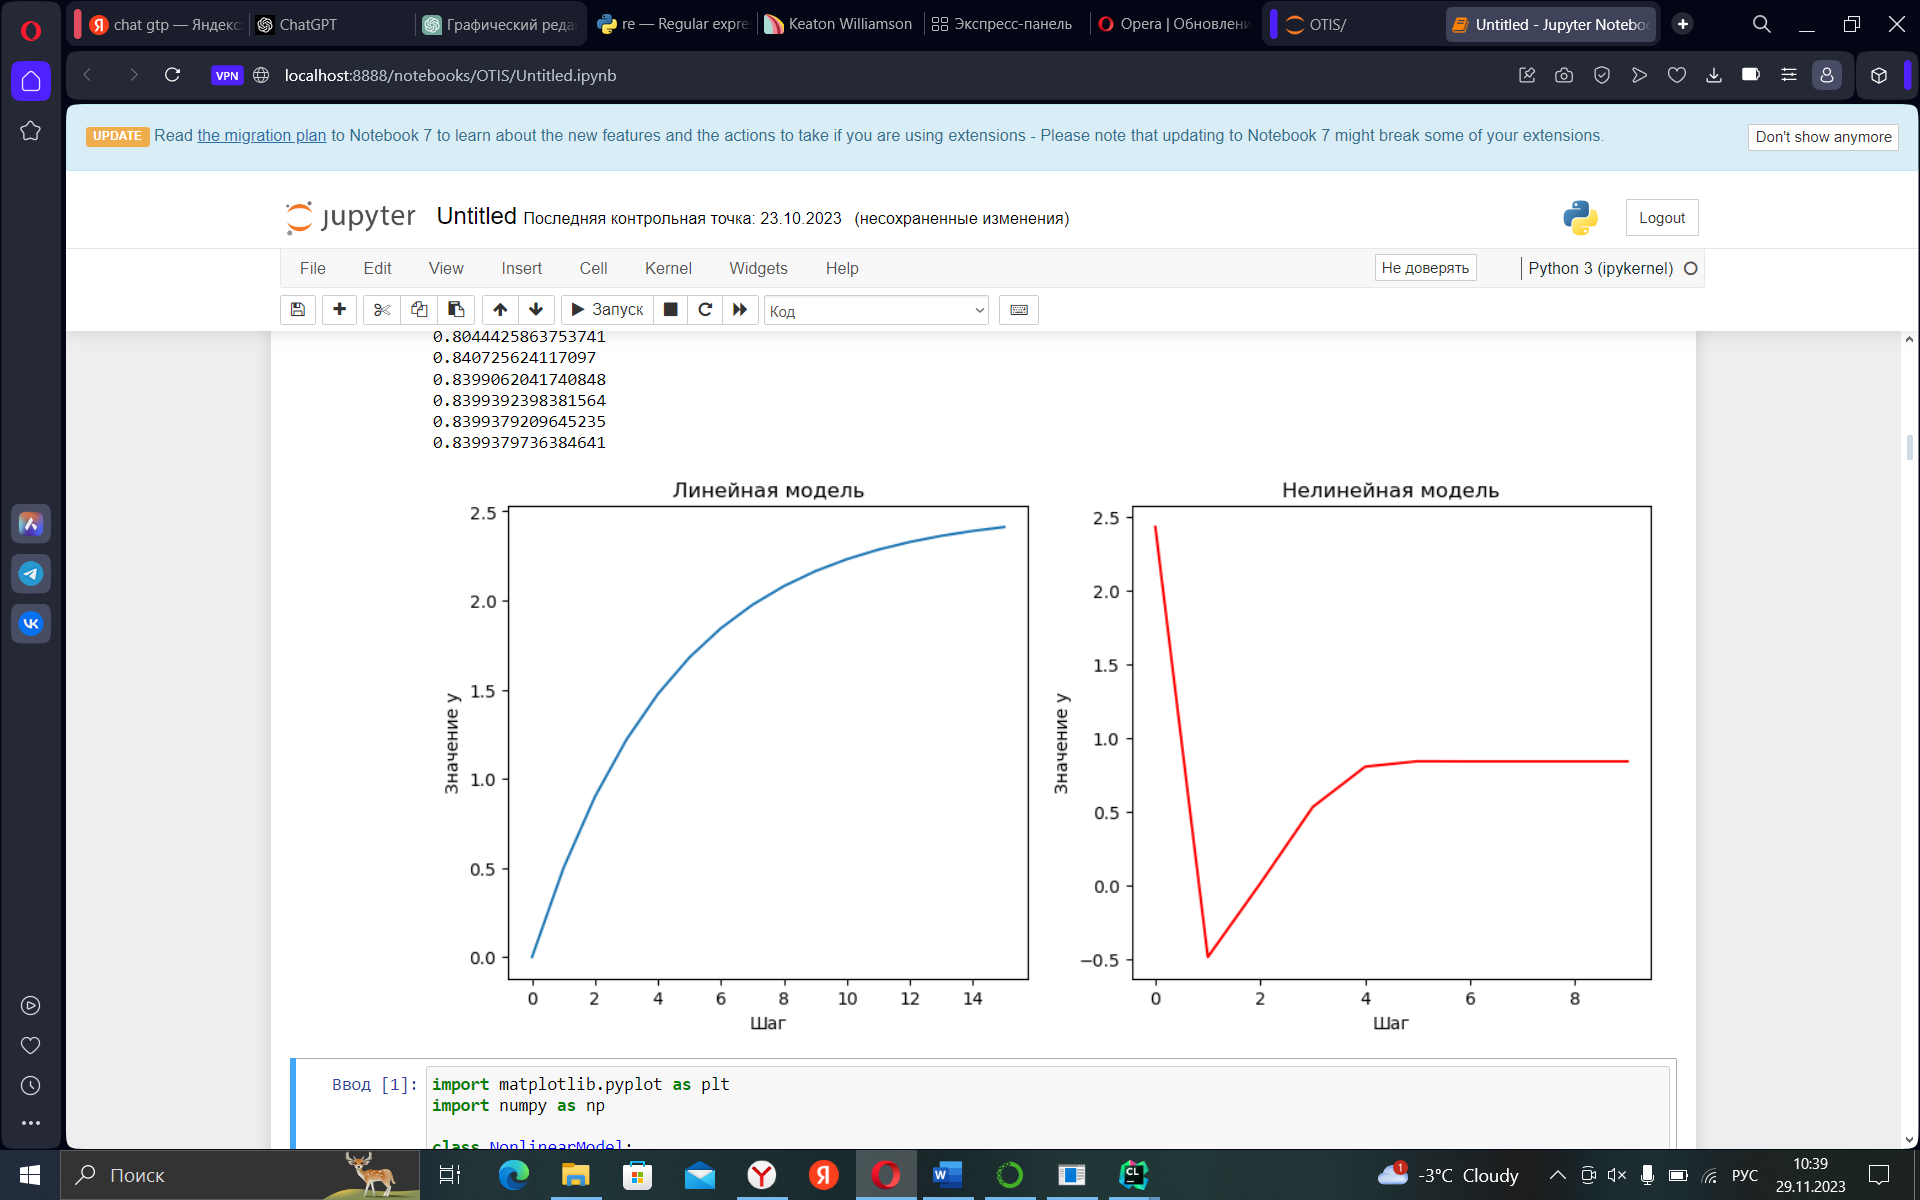 chat gtp — Яндекс
ChatGPT
Графический реда
re — Regular expre
Keaton Williamson
Экспресс-панель
Opera | Обновлени
OTIS/
Untitled - Jupyter Notebo
VPN
localhost:8888/notebooks/OTIS/Untitled.ipynb
UPDATE Read the migration plan to Notebook 7 to learn about the new features and the actions to take if you are using extensions - Please note that updating to Notebook 7 might break some of your extensions.
Don't show anymore
jupyter Untitled Последняя контрольная точка: 23.10.2023 (несохраненные изменения)
Logout
File Edit View Insert Cell Kernel Widgets Help
Не доверять
Python 3 (ipykernel)
Запуск
Код
0.8044425863753741
0.840725624117097
0.8399062041740848
0.8399392398381564
0.8399379209645235
0.8399379736384641
Линейная модель
2.5
2.0
1.5
1.0
0.5
0.0
Значение y
0 2 4 6 8 10 12 14
Шаг
Нелинейная модель
2.5
2.0
1.5
1.0
0.5
0.0
−0.5
Значение y
0 2 4 6 8
Шаг
Ввод [1]:
import matplotlib.pyplot as plt
import numpy as np
class NonlinearModel:
Поиск
1
-3°C Cloudy
РУС
10:39
29.11.2023